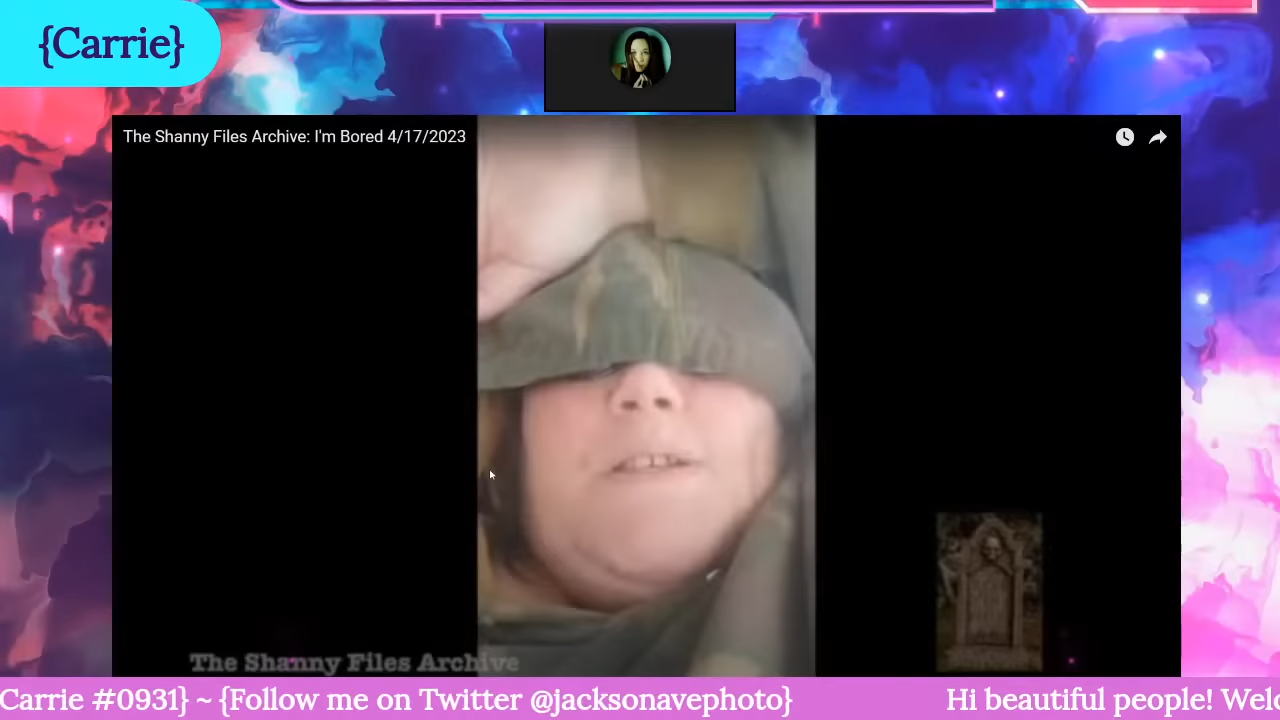 {Carrie}
The Shanny Files Archive: I'm Bored 4/17/2023
The Shanny Files Archive
Carrie #0931} ~ {Follow me on Twitter @jacksonavephoto}
Hi beautiful people! Welc